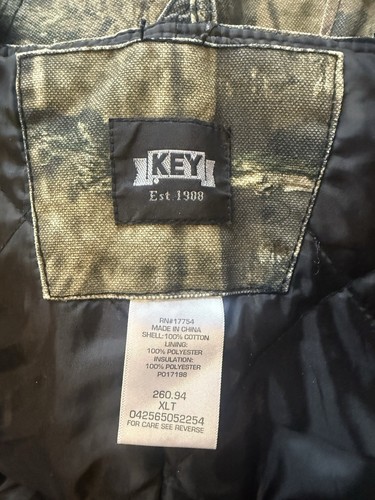 KEY
Est 1908
RN#17754
MADE IN CHINA
SHELL:100% COTTON
LINING:
100% POLYESTER
INSULATION:
100% POLYESTER
PO17198
260.94
XLT
042565052254
FOR CARE SEE REVERSE